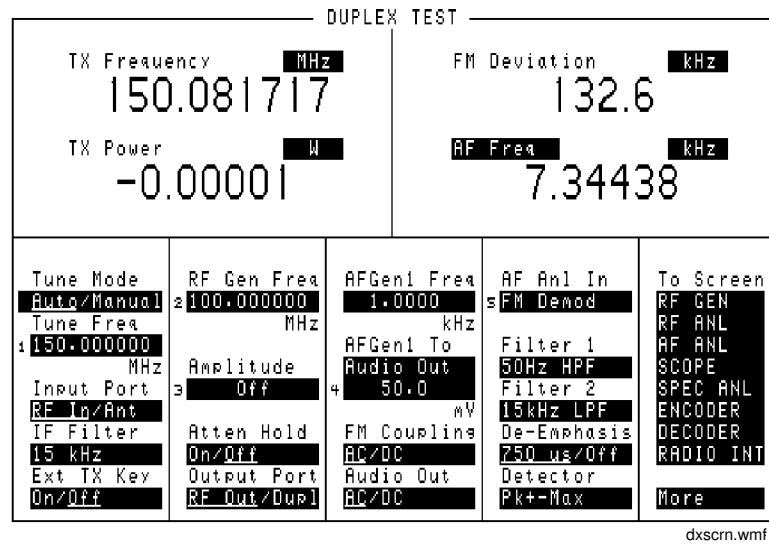 DUPLEX TEST
TX Frequency MHz
150.081717
FM Deviation kHz
132.6
TX Power W
-0.00001
AF Freq kHz
7.34438
Tune Mode
Auto/Manual
Tune Freq
1 150.000000
MHz
Input Port
RF In/Ant
IF Filter
15 kHz
Ext TX Key
On/Off
RF Gen Freq
2 100.000000
MHz
Amplitude
3 Off
Atten Hold
On/Off
Output Port
RF Out/Dupl
AFGen1 Freq
1.0000
kHz
AFGen1 To
Audio Out
4 50.0
mV
FM Coupling
AC/DC
Audio Out
AC/DC
AF Anl In
5 FM Demod
Filter 1
50Hz HPF
Filter 2
15kHz LPF
De-Emphasis
750 us/Off
Detector
Pk+-Max
To Screen
RF GEN
RF ANL
AF ANL
SCOPE
SPEC ANL
ENCODER
DECODER
RADIO INT
More
dxscrn.wmf